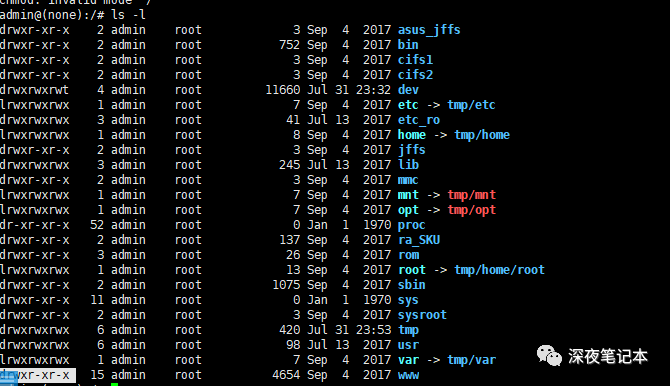 chmod: invalid mode '/'
admin@(none):/# ls -l
drwxr-xr-x 2 admin root 3 Sep 4 2017 asus_jffs
drwxr-xr-x 2 admin root 752 Sep 4 2017 bin
drwxr-xr-x 2 admin root 3 Sep 4 2017 cifs1
drwxr-xr-x 2 admin root 3 Sep 4 2017 cifs2
drwxrwxrwt 4 admin root 11660 Jul 31 23:32 dev
lrwxrwxrwx 1 admin root 7 Sep 4 2017 etc -> tmp/etc
drwxrwxrwx 3 admin root 41 Jul 13 2017 etc_ro
lrwxrwxrwx 1 admin root 8 Sep 4 2017 home -> tmp/home
drwxr-xr-x 2 admin root 3 Sep 4 2017 jffs
drwxrwxrwx 3 admin root 245 Jul 13 2017 lib
drwxr-xr-x 2 admin root 3 Sep 4 2017 mmc
lrwxrwxrwx 1 admin root 7 Sep 4 2017 mnt -> tmp/mnt
lrwxrwxrwx 1 admin root 7 Sep 4 2017 opt -> tmp/opt
dr-xr-xr-x 52 admin root 0 Jan 1 1970 proc
drwxr-xr-x 2 admin root 137 Sep 4 2017 ra_SKU
drwxr-xr-x 3 admin root 26 Sep 4 2017 rom
lrwxrwxrwx 1 admin root 13 Sep 4 2017 root -> tmp/home/root
drwxr-xr-x 2 admin root 1075 Sep 4 2017 sbin
drwxr-xr-x 11 admin root 0 Jan 1 1970 sys
drwxr-xr-x 2 admin root 3 Sep 4 2017 sysroot
drwxrwxrwx 6 admin root 420 Jul 31 23:53 tmp
drwxrwxrwx 6 admin root 98 Jul 13 2017 usr
lrwxrwxrwx 1 admin root 7 Sep 4 2017 var -> tmp/var
drwxr-xr-x 15 admin root 4654 Sep 4 2017 www
深夜笔记本